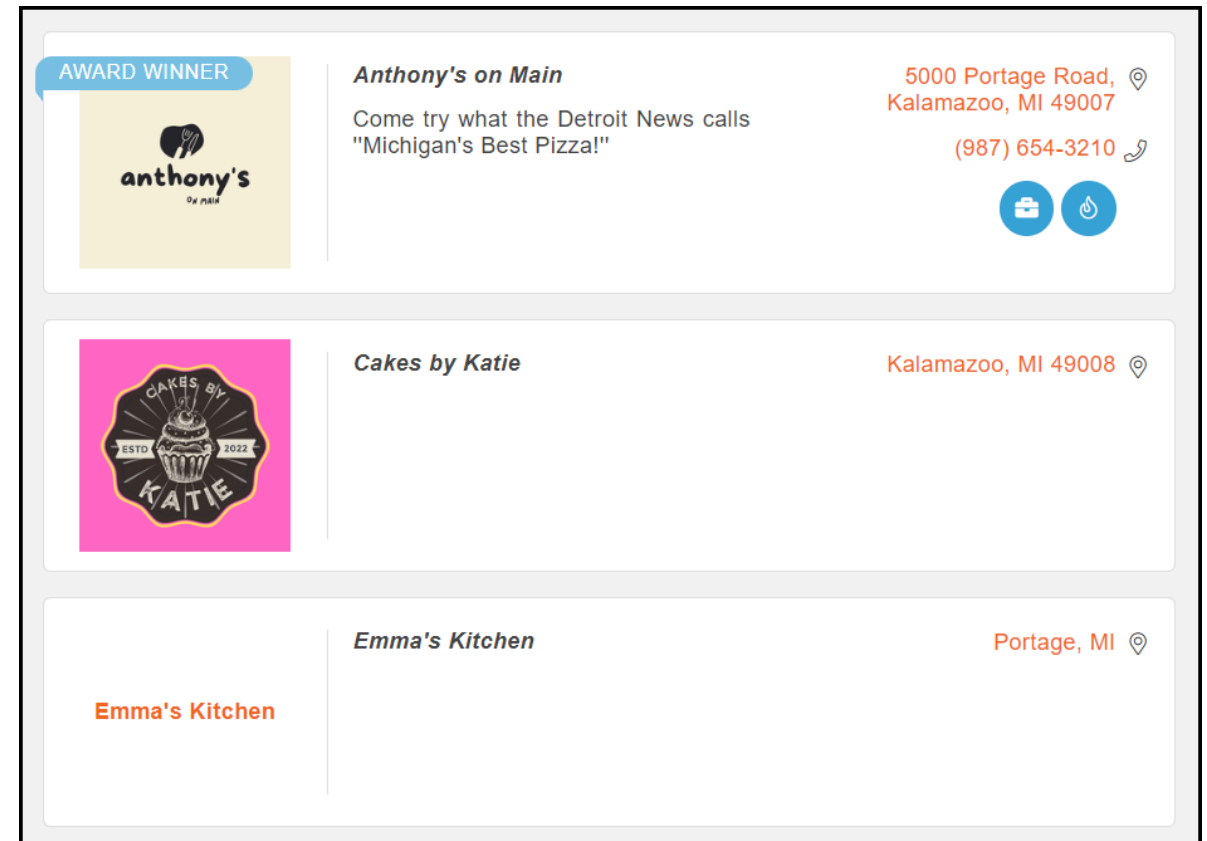 AWARD WINNER
anthony's
ON MAIN
Anthony's on Main
Come try what the Detroit News calls
"Michigan's Best Pizza!"
5000 Portage Road,
Kalamazoo, MI 49007
(987) 654-3210
CAKES BY
ESTD 2022
KATIE
Cakes by Katie
Kalamazoo, MI 49008
Emma's Kitchen
Emma's Kitchen
Portage, MI